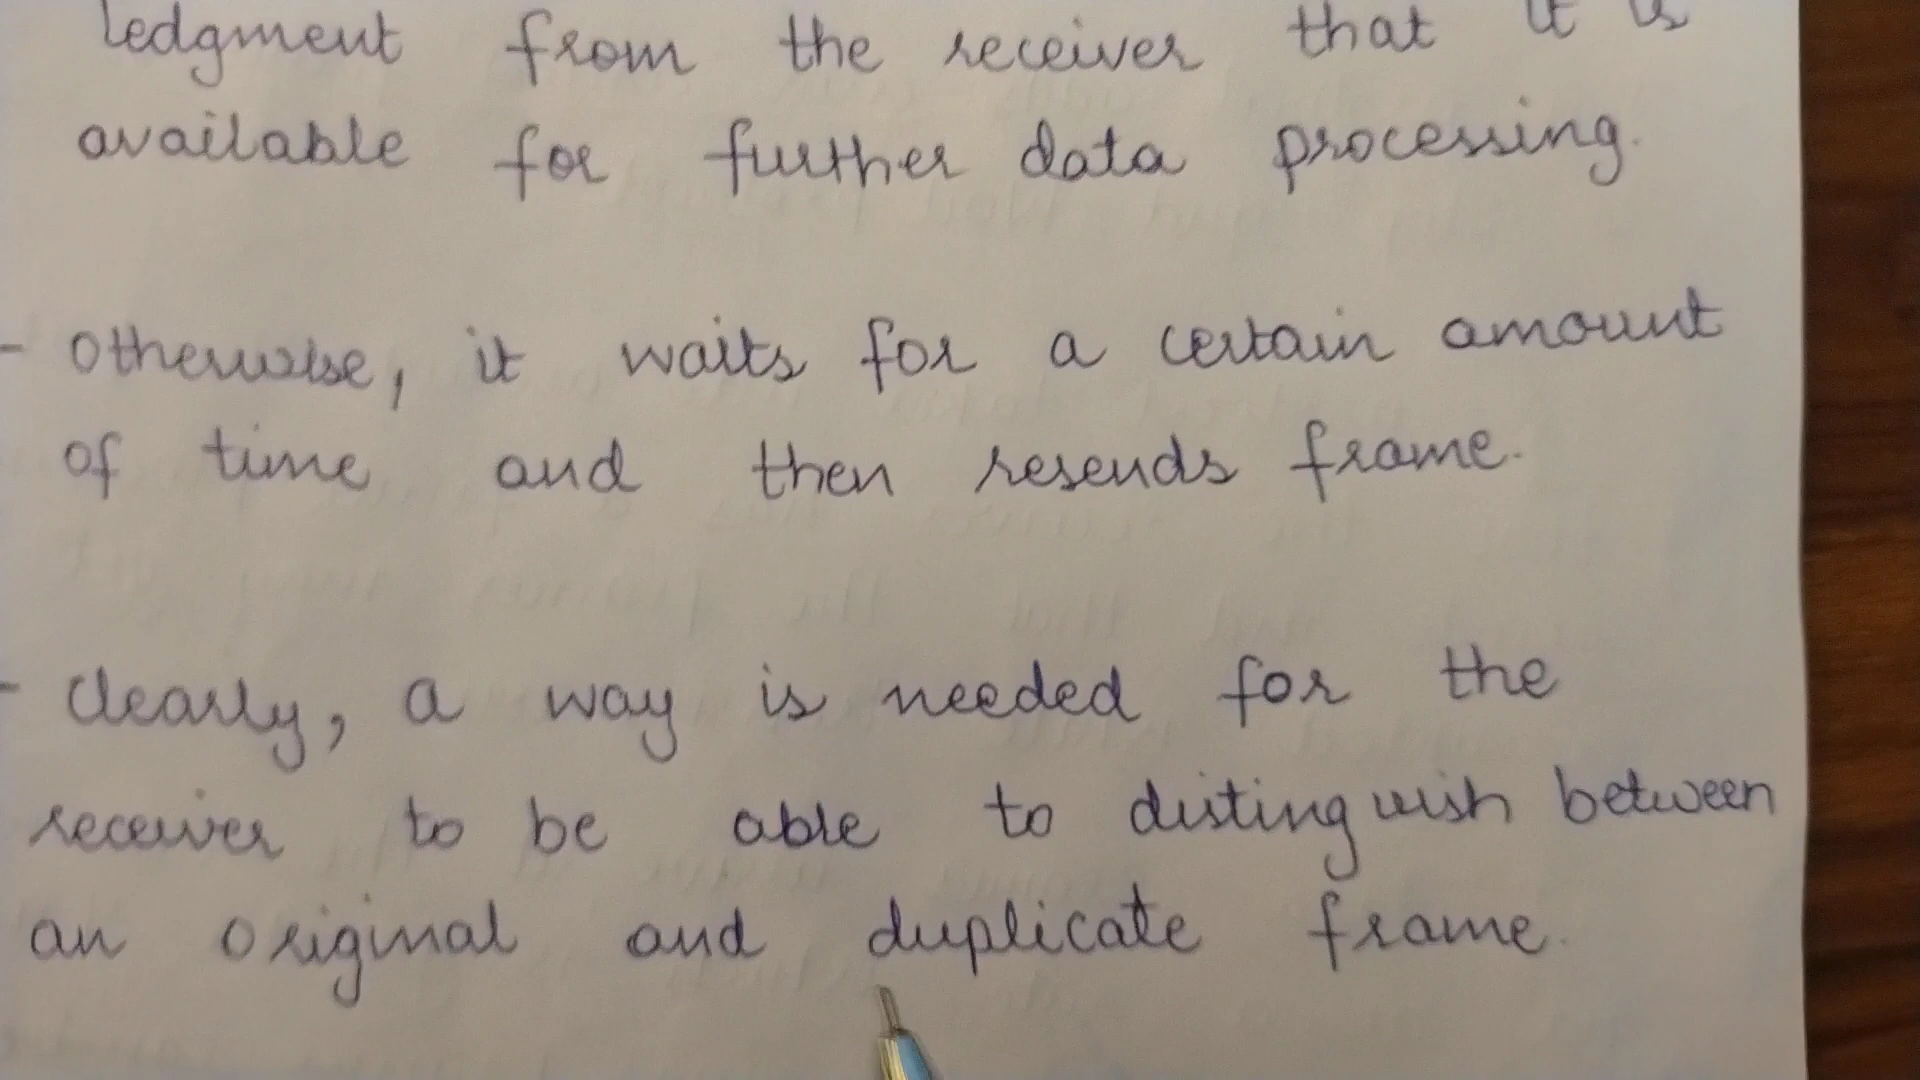 ledgment from the receiver that it is
available for further data processing.
- Otherwise, it waits for a certain amount
of time and then resends frame.
- Clearly, a way is needed for the
receiver to be able to distinguish between
an original and duplicate frame.